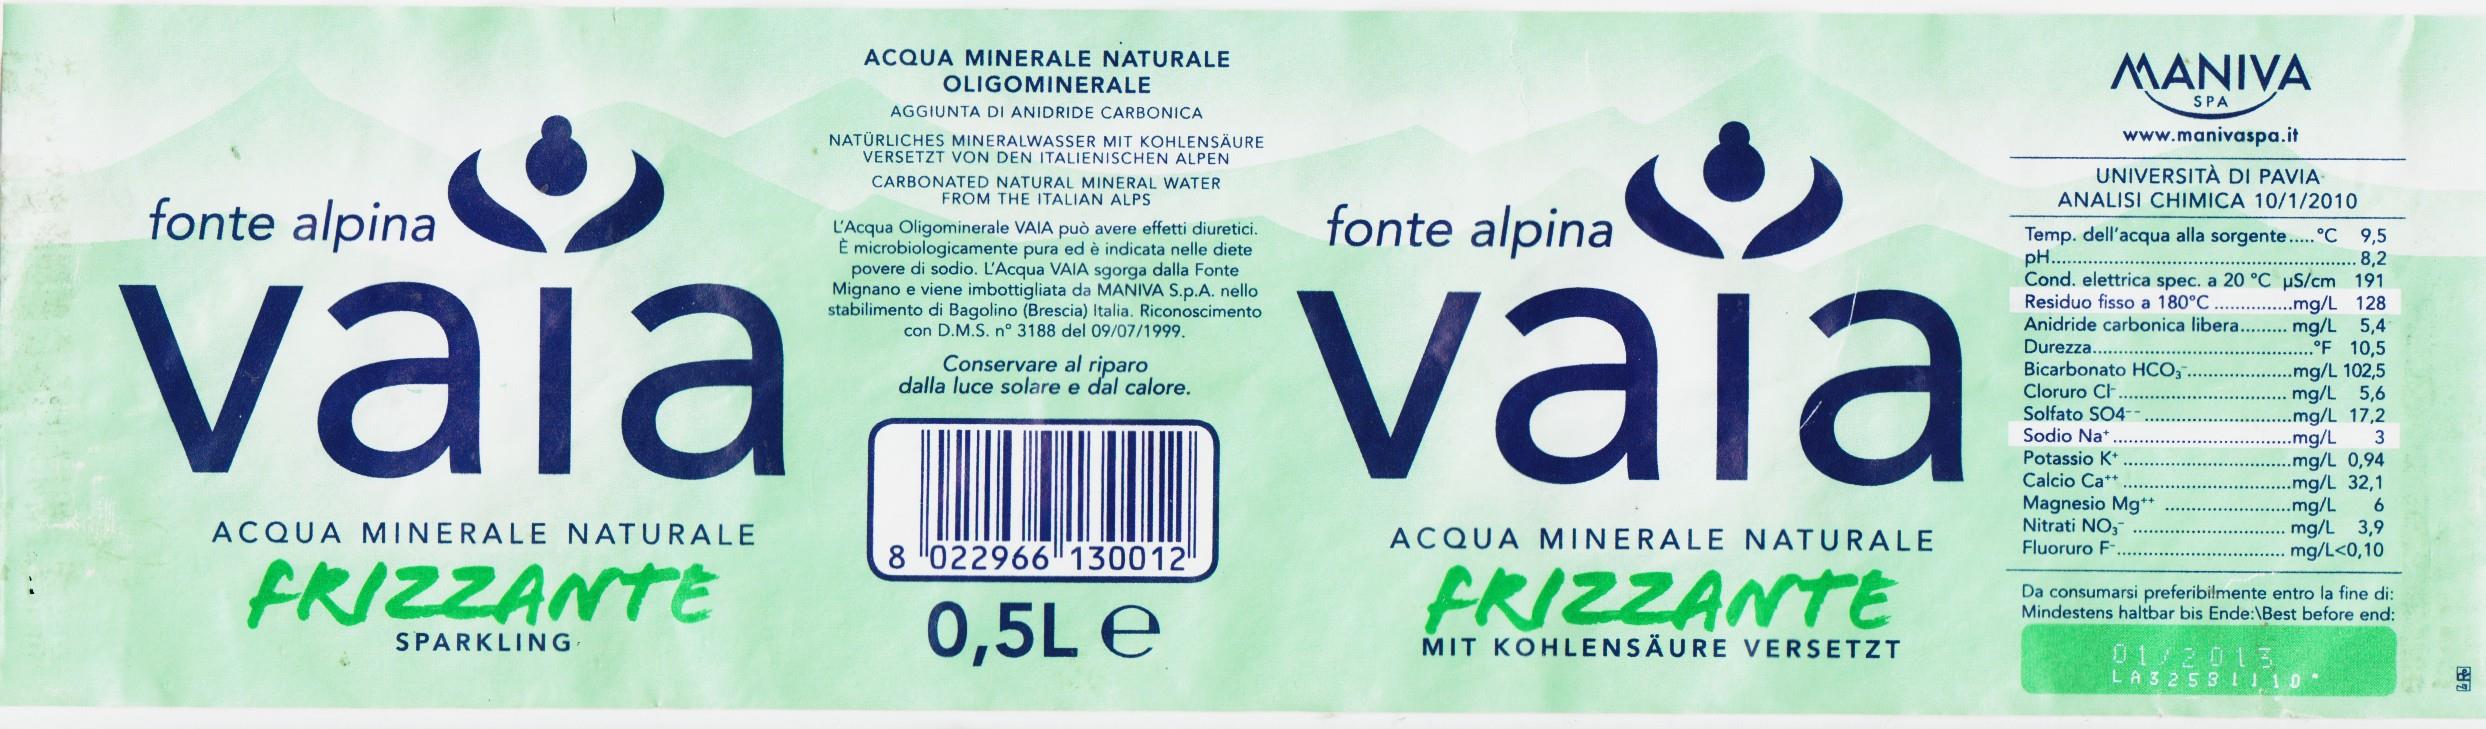 fonte alpina
vaia
ACQUA MINERALE NATURALE
FRIZZANTE
SPARKLING
ACQUA MINERALE NATURALE
OLIGOMINERALE
AGGIUNTA DI ANIDRIDE CARBONICA
NATÜRLICHES MINERALWASSER MIT KOHLENSÄURE
VERSETZT VON DEN ITALIENISCHEN ALPEN
CARBONATED NATURAL MINERAL WATER
FROM THE ITALIAN ALPS
L'Acqua Oligominerale VAIA può avere effetti diuretici.
È microbiologicamente pura ed è indicata nelle diete
povere di sodio. L'Acqua VAIA sgorga dalla Fonte
Mignano e viene imbottigliata da MANIVA S.p.A. nello
stabilimento di Bagolino (Brescia) Italia. Riconoscimento
con D.M.S. n° 3188 del 09/07/1999.
Conservare al riparo
dalla luce solare e dal calore.
8 022966 130012
0,5L e
fonte alpina
vaia
ACQUA MINERALE NATURALE
FRIZZANTE
MIT KOHLENSÄURE VERSETZT
MANIVA
SPA
www.manivaspa.it
UNIVERSITÀ DI PAVIA
ANALISI CHIMICA 10/1/2010
Temp. dell'acqua alla sorgente.....°C 9,5
pH.....8,2
Cond. elettrica spec. a 20 °C µS/cm 191
Residuo fisso a 180°C.....mg/L 128
Anidride carbonica libera.....mg/L 5,4
Durezza.....°F 10,5
Bicarbonato HCO₃⁻.....mg/L 102,5
Cloruro Cl⁻.....mg/L 5,6
Solfato SO4⁻⁻.....mg/L 17,2
Sodio Na⁺.....mg/L 3
Potassio K⁺.....mg/L 0,94
Calcio Ca⁺⁺.....mg/L 32,1
Magnesio Mg⁺⁺.....mg/L 6
Nitrati NO₃⁻.....mg/L 3,9
Fluoruro F⁻.....mg/L<0,10
Da consumarsi preferibilmente entro la fine di:
Mindestens haltbar bis Ende:\Best before end:
01/2013